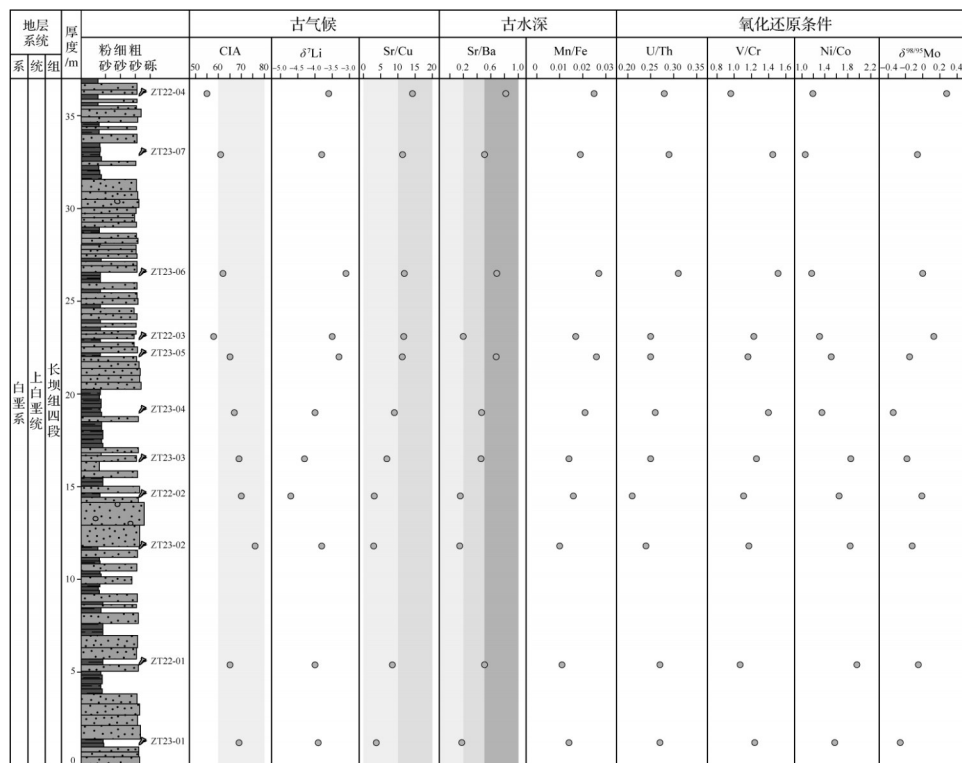 地层系统
厚度/m
古气候
古水深
氧化还原条件
系 统 组
粉 细 粗
砂 砂 砂 砾
CIA
δ⁷Li
Sr/Cu
Sr/Ba
Mn/Fe
U/Th
V/Cr
Ni/Co
δ⁹⁸/⁹⁵Mo
50 60 70 80
−5.0 −4.5 −4.0 −3.5 −3.0
0 5 10 15 20
0.2 0.6 1.0
0 0.01 0.02 0.03
0.20 0.25 0.30 0.35
0.8 1.0 1.2 1.4 1.6
1.0 1.4 1.8 2.2
−0.4 −0.2 0.1 0.4
白垩系
上白垩统
长坝组四段
ZT22-04
35
ZT23-07
30
ZT23-06
25
ZT22-03
ZT23-05
20
ZT23-04
ZT23-03
15
ZT22-02
ZT23-02
10
ZT22-01
5
ZT23-01
0